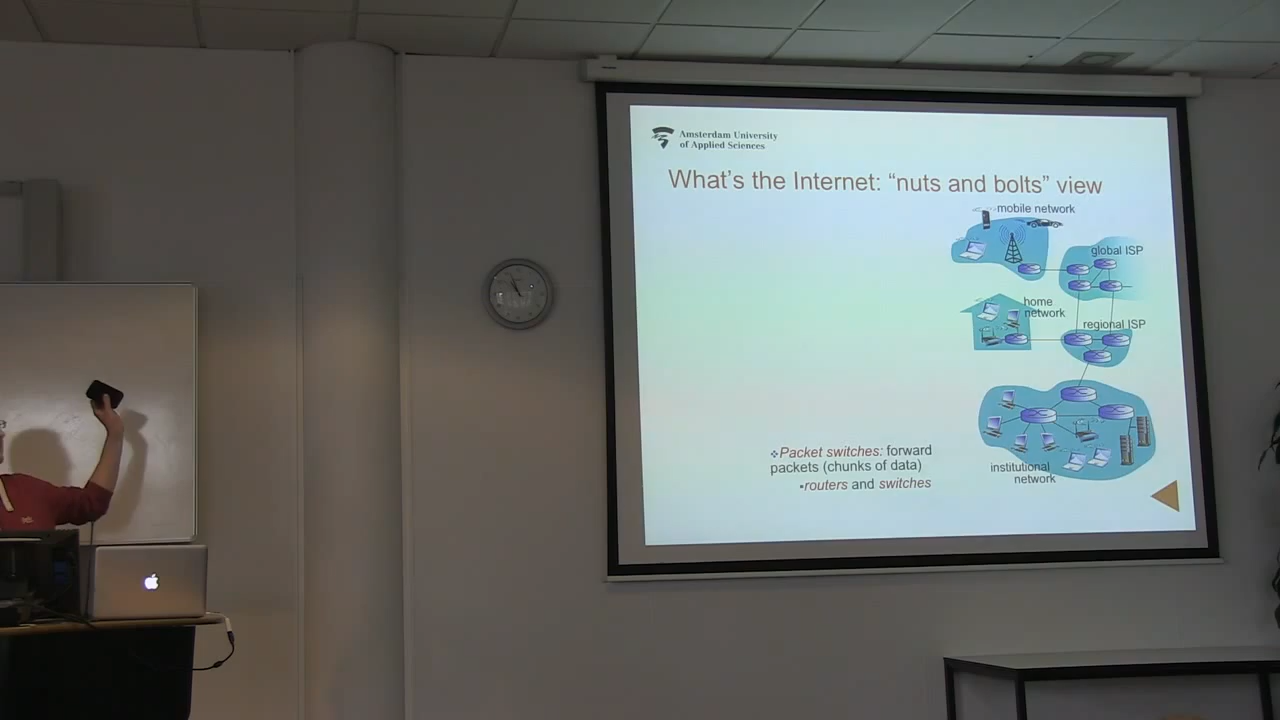 Amsterdam University
of Applied Sciences
What's the Internet: “nuts and bolts” view
mobile network
global ISP
home
network
regional ISP
❖Packet switches: forward
packets (chunks of data)
▪routers and switches
institutional
network